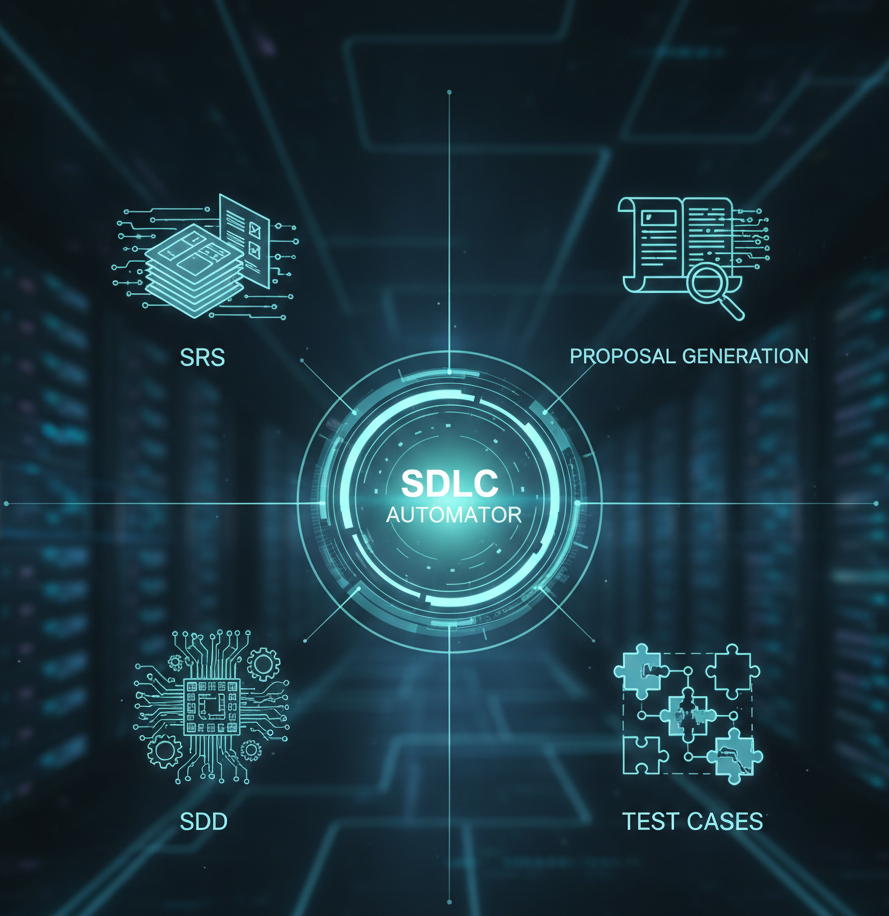 SRS
PROPOSAL GENERATION
SDLC
AUTOMATOR
SDD
TEST CASES